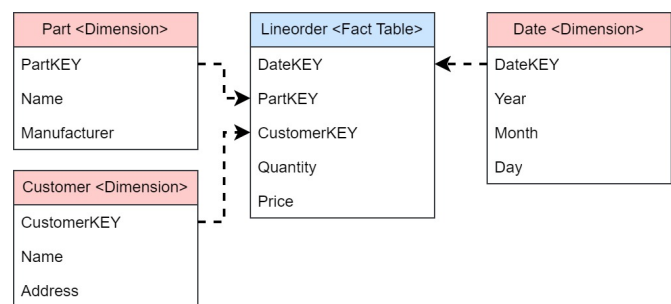 Part <Dimension>
PartKEY
Name
Manufacturer
Customer <Dimension>
CustomerKEY
Name
Address
Lineorder <Fact Table>
DateKEY
PartKEY
CustomerKEY
Quantity
Price
Date <Dimension>
DateKEY
Year
Month
Day